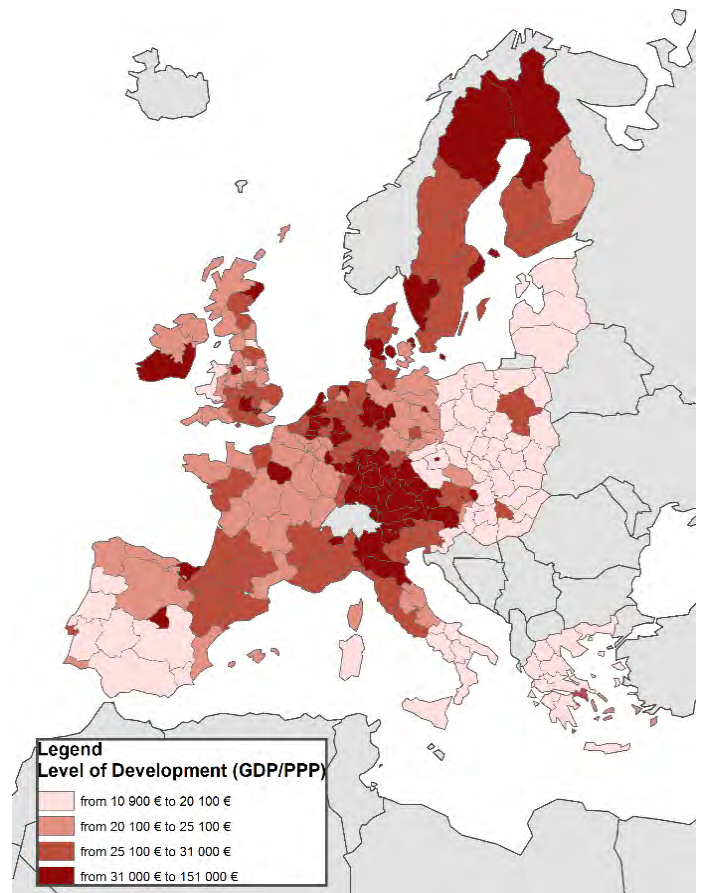 Legend
Level of Development (GDP/PPP)
from 10 900 € to 20 100 €
from 20 100 € to 25 100 €
from 25 100 € to 31 000 €
from 31 000 € to 151 000 €